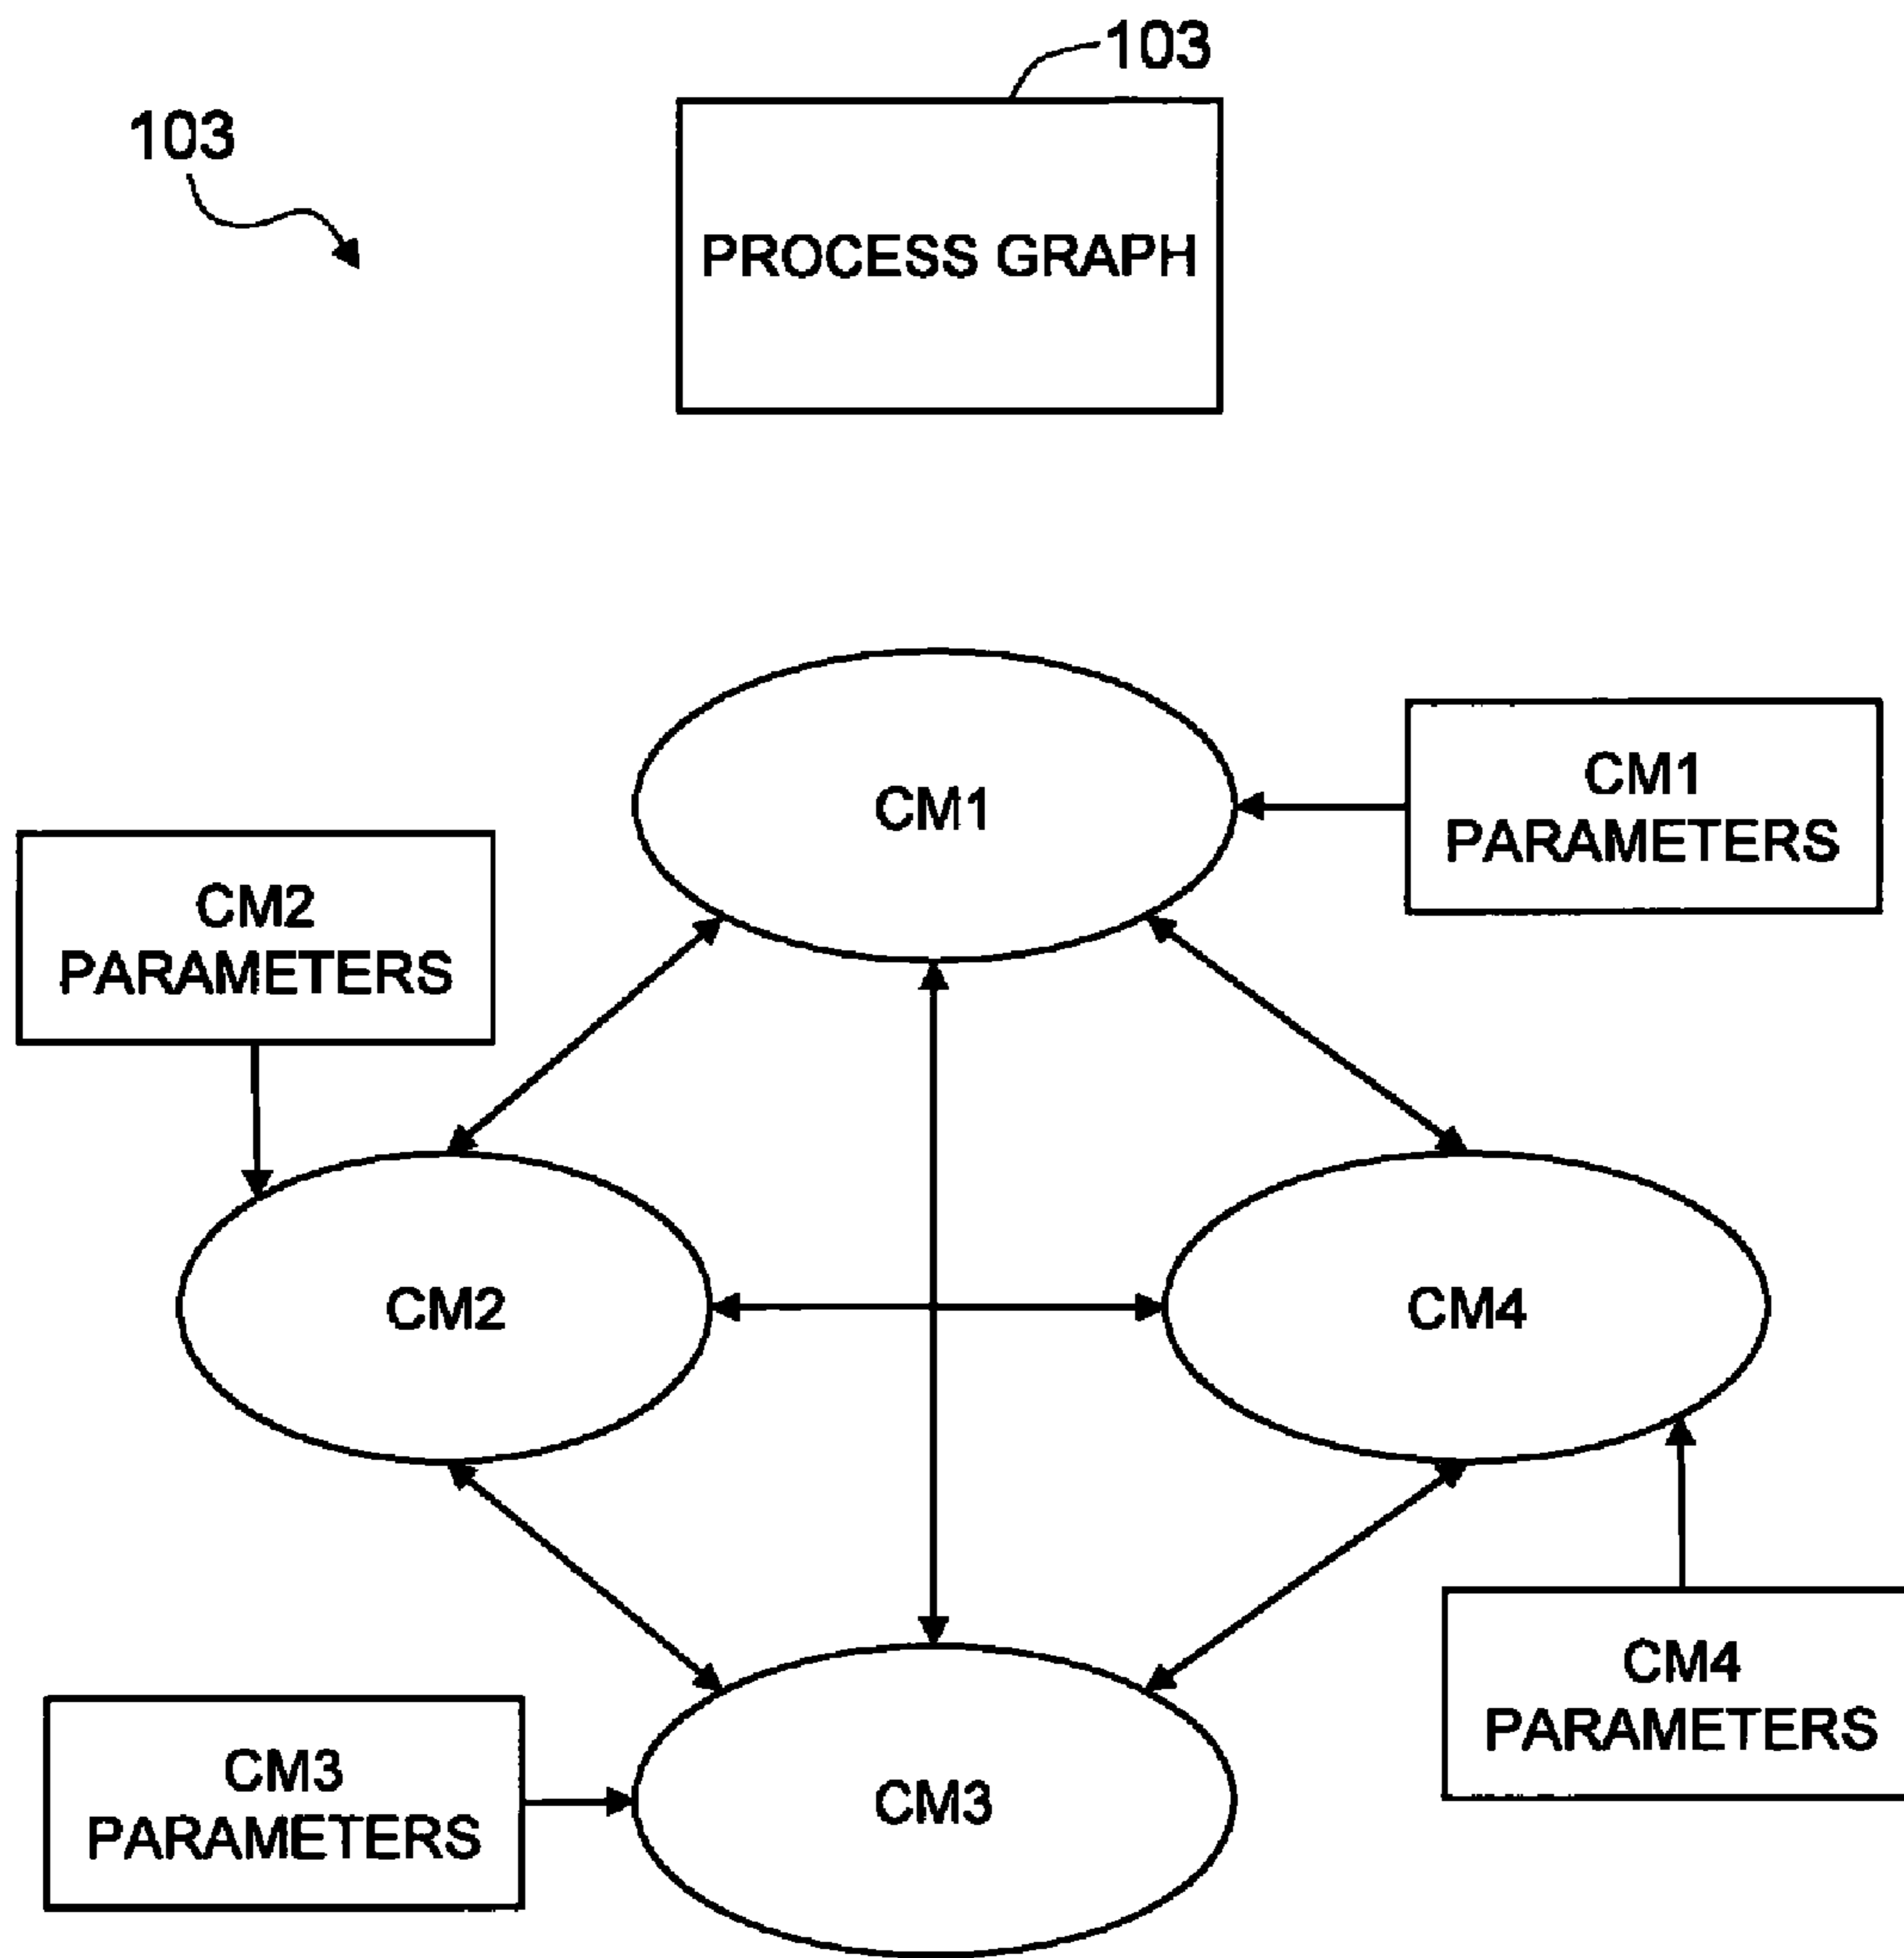 103
103
PROCESS GRAPH
CM1
CM1
PARAMETERS
CM2
PARAMETERS
CM2
CM4
CM4
PARAMETERS
CM3
PARAMETERS
CM3